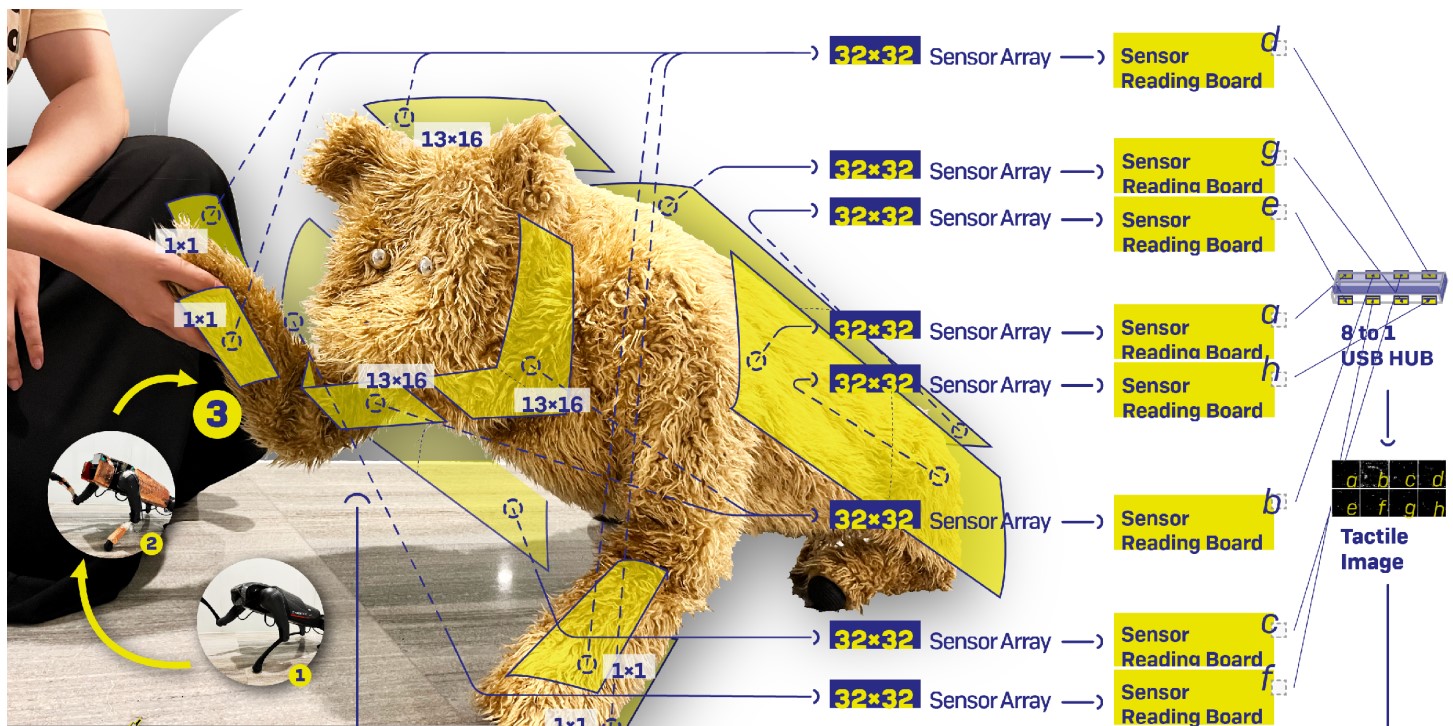 32×32 Sensor Array
Sensor
Reading Board
d
13×16
32×32 Sensor Array
Sensor
Reading Board
g
32×32 Sensor Array
Sensor
Reading Board
e
1×1
1×1
32×32 Sensor Array
Sensor
Reading Board
a
8 to 1
USB HUB
13×16
13×16
32×32 Sensor Array
Sensor
Reading Board
h
3
a b c d
e f g h
32×32 Sensor Array
Sensor
Reading Board
b
Tactile
Image
2
1
32×32 Sensor Array
Sensor
Reading Board
c
1×1
32×32 Sensor Array
Sensor
Reading Board
f
1×1